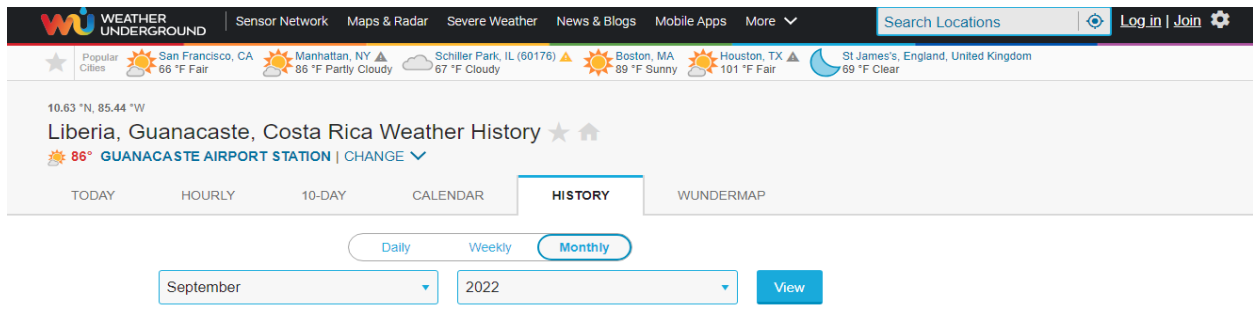 WEATHER UNDERGROUND Sensor Network Maps & Radar Severe Weather News & Blogs Mobile Apps More Search Locations Log in | Join
Popular Cities San Francisco, CA 66 °F Fair Manhattan, NY 86 °F Partly Cloudy Schiller Park, IL (60176) 67 °F Cloudy Boston, MA 89 °F Sunny Houston, TX 101 °F Fair St James's, England, United Kingdom 69 °F Clear
10.63 °N, 85.44 °W
Liberia, Guanacaste, Costa Rica Weather History
86° GUANACASTE AIRPORT STATION | CHANGE
TODAY HOURLY 10-DAY CALENDAR HISTORY WUNDERMAP
Daily Weekly Monthly
September 2022 View